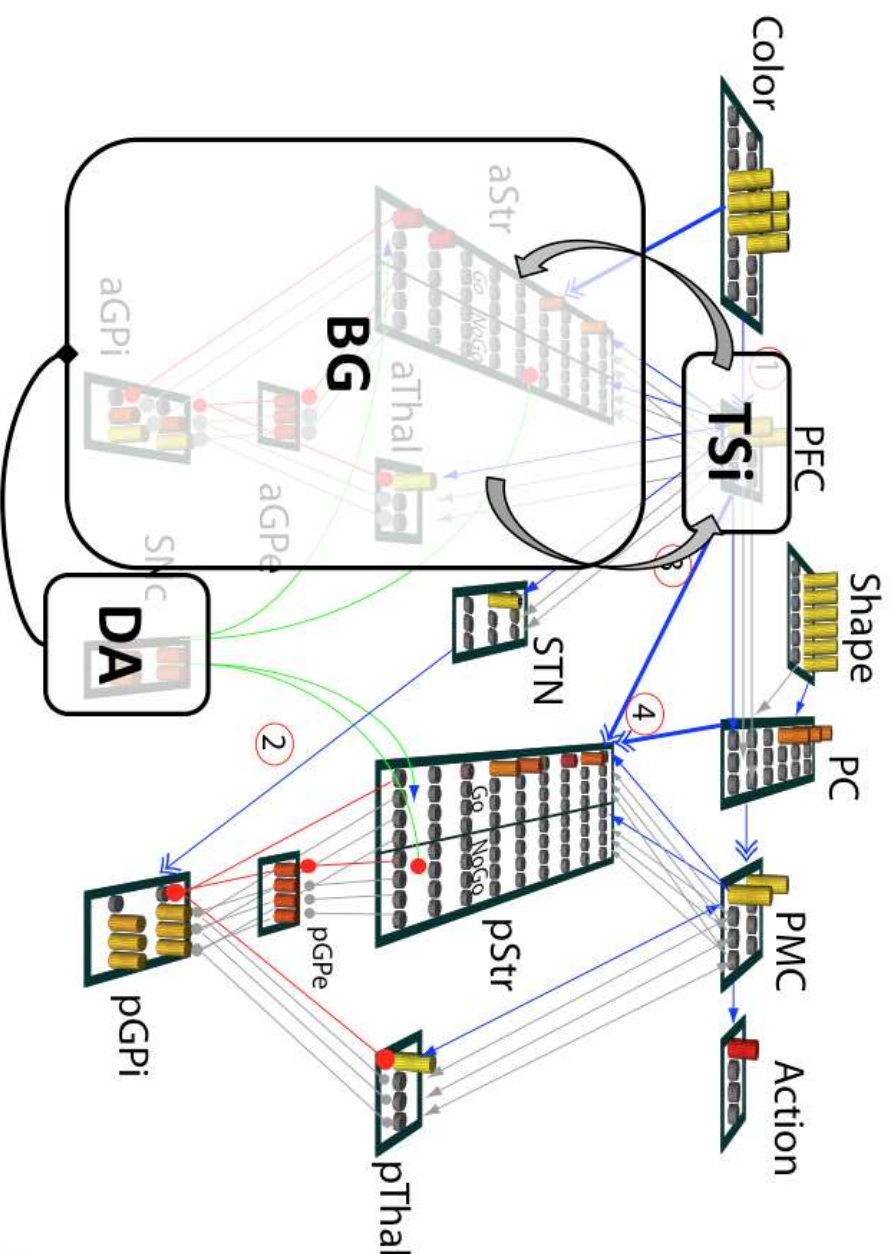 Shape
PC
PFC
PMC
Action
Color
1
TSi
3
4
STN
aStr
Go NoGo
pStr
Go NoGo
aThal
pThal
BG
pGPe
aGPe
2
SNc
pGPi
DA
aGPi